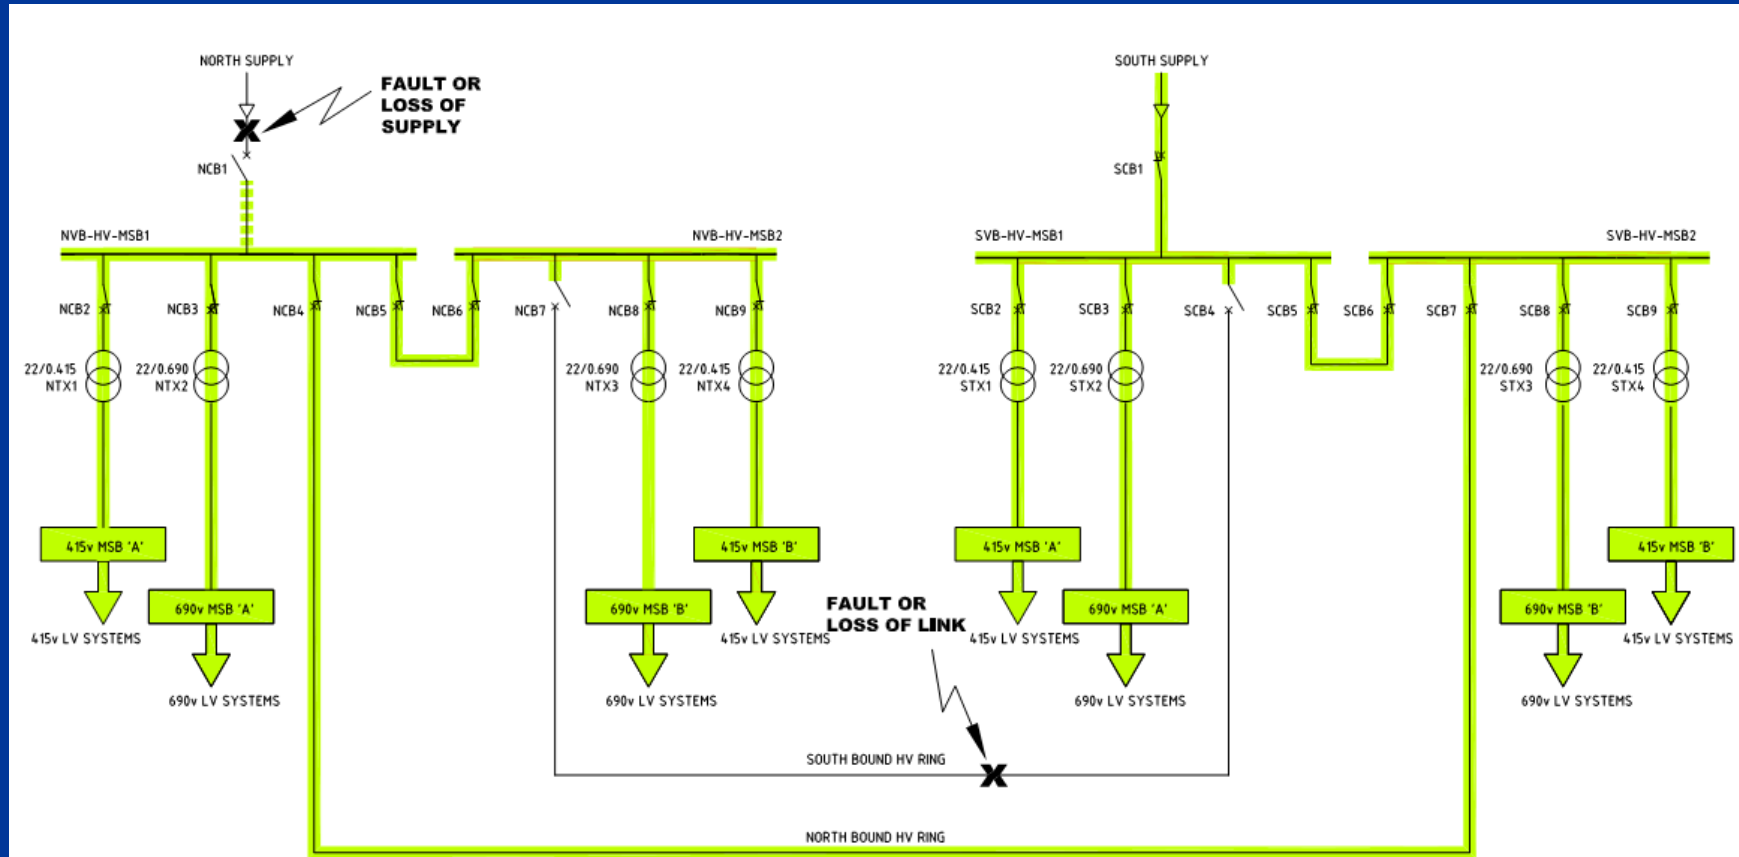 NORTH SUPPLY
FAULT OR
LOSS OF
SUPPLY
NCB1
SOUTH SUPPLY
SCB1
NVB-HV-MSB1
NVB-HV-MSB2
SVB-HV-MSB1
SVB-HV-MSB2
NCB2
NCB3
NCB4
NCB5
NCB6
NCB7
NCB8
NCB9
SCB2
SCB3
SCB4
SCB5
SCB6
SCB7
SCB8
SCB9
22/0.415
NTX1
22/0.690
NTX2
22/0.690
NTX3
22/0.415
NTX4
22/0.415
STX1
22/0.690
STX2
22/0.690
STX3
22/0.415
STX4
415v MSB 'A'
690v MSB 'A'
690v MSB 'B'
415v MSB 'B'
415v MSB 'A'
690v MSB 'A'
690v MSB 'B'
415v MSB 'B'
415v LV SYSTEMS
690v LV SYSTEMS
690v LV SYSTEMS
415v LV SYSTEMS
FAULT OR
LOSS OF LINK
415v LV SYSTEMS
690v LV SYSTEMS
690v LV SYSTEMS
415v LV SYSTEMS
SOUTH BOUND HV RING
NORTH BOUND HV RING